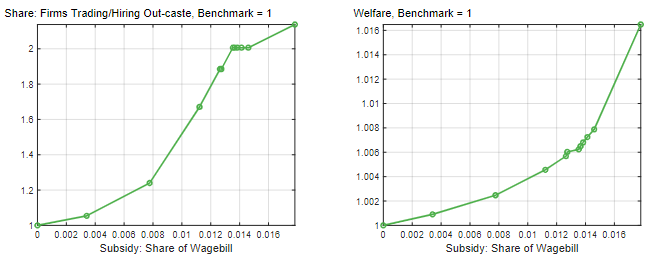 Share: Firms Trading/Hiring Out-caste, Benchmark = 1
2
1.8
1.6
1.4
1.2
1
0 0.002 0.004 0.006 0.008 0.01 0.012 0.014 0.016
Subsidy: Share of Wagebill
Welfare, Benchmark = 1
1.016
1.014
1.012
1.01
1.008
1.006
1.004
1.002
1
0 0.002 0.004 0.006 0.008 0.01 0.012 0.014 0.016
Subsidy: Share of Wagebill